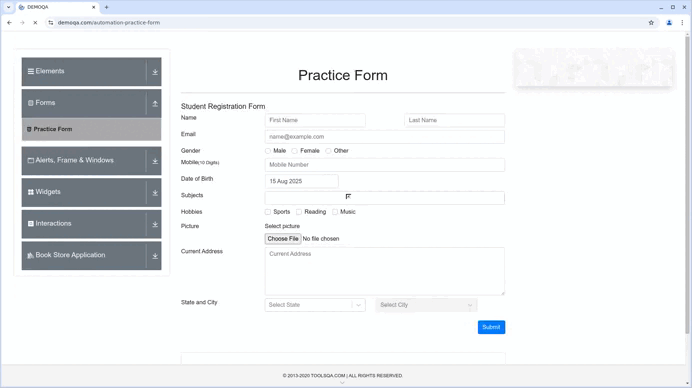 DEMOQA
demoqa.com/automation-practice-form
Elements
Forms
Practice Form
Alerts, Frame & Windows
Widgets
Interactions
Book Store Application
Practice Form
Student Registration Form
Name First Name Last Name
Email name@example.com
Gender Male Female Other
Mobile(10 Digits) Mobile Number
Date of Birth 15 Aug 2025
Subjects
Hobbies Sports Reading Music
Picture Select picture
Choose File No file chosen
Current Address Current Address
State and City Select State Select City
Submit
© 2013-2020 TOOLSQA.COM | ALL RIGHTS RESERVED.